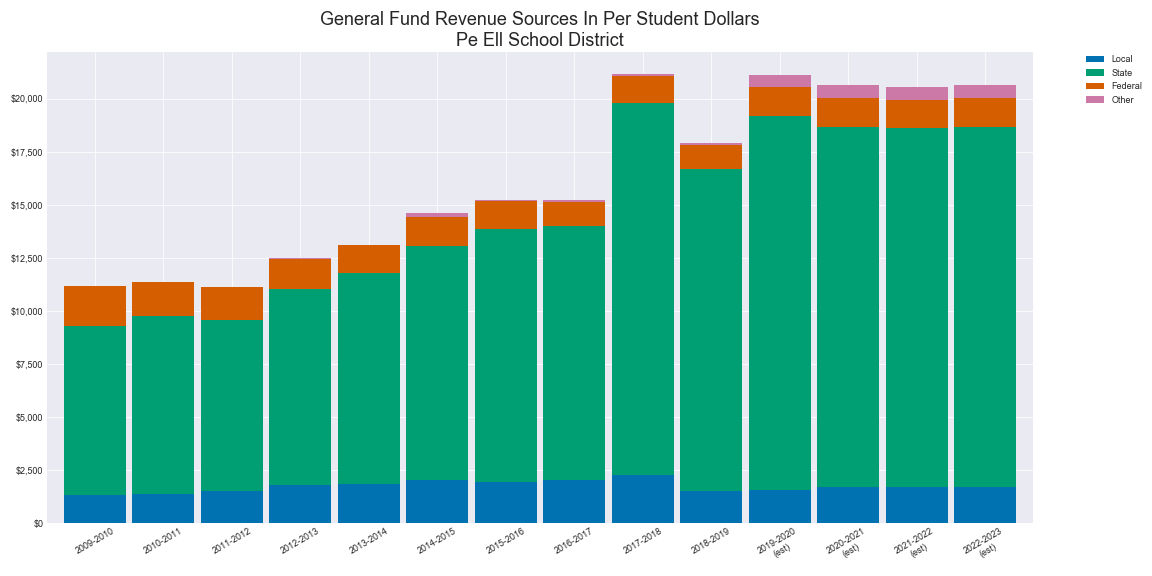 General Fund Revenue Sources In Per Student Dollars
Pe Ell School District
Local
State
Federal
Other
$20,000
$17,500
$15,000
$12,500
$10,000
$7,500
$5,000
$2,500
$0
2009-2010
2010-2011
2011-2012
2012-2013
2013-2014
2014-2015
2015-2016
2016-2017
2017-2018
2018-2019
2019-2020
(est)
2020-2021
(est)
2021-2022
(est)
2022-2023
(est)